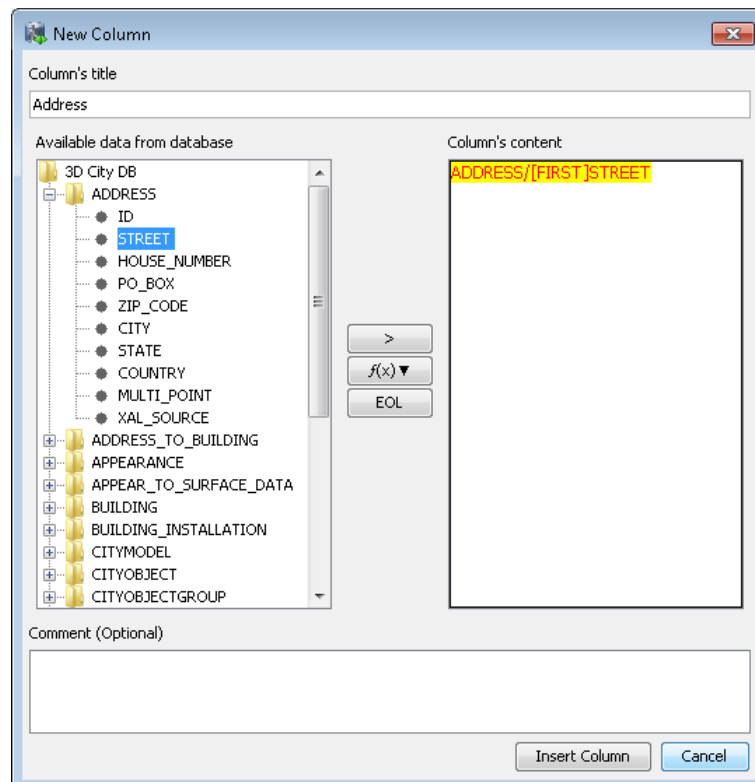 New Column
Column's title
Address
Available data from database
3D City DB
ADDRESS
ID
STREET
HOUSE_NUMBER
PO_BOX
ZIP_CODE
CITY
STATE
COUNTRY
MULTI_POINT
XAL_SOURCE
ADDRESS_TO_BUILDING
APPEARANCE
APPEAR_TO_SURFACE_DATA
BUILDING
BUILDING_INSTALLATION
CITYMODEL
CITYOBJECT
CITYOBJECTGROUP
>
f(x) ▼
EOL
Column's content
ADDRESS/[FIRST]STREET
Comment (Optional)
Insert Column
Cancel